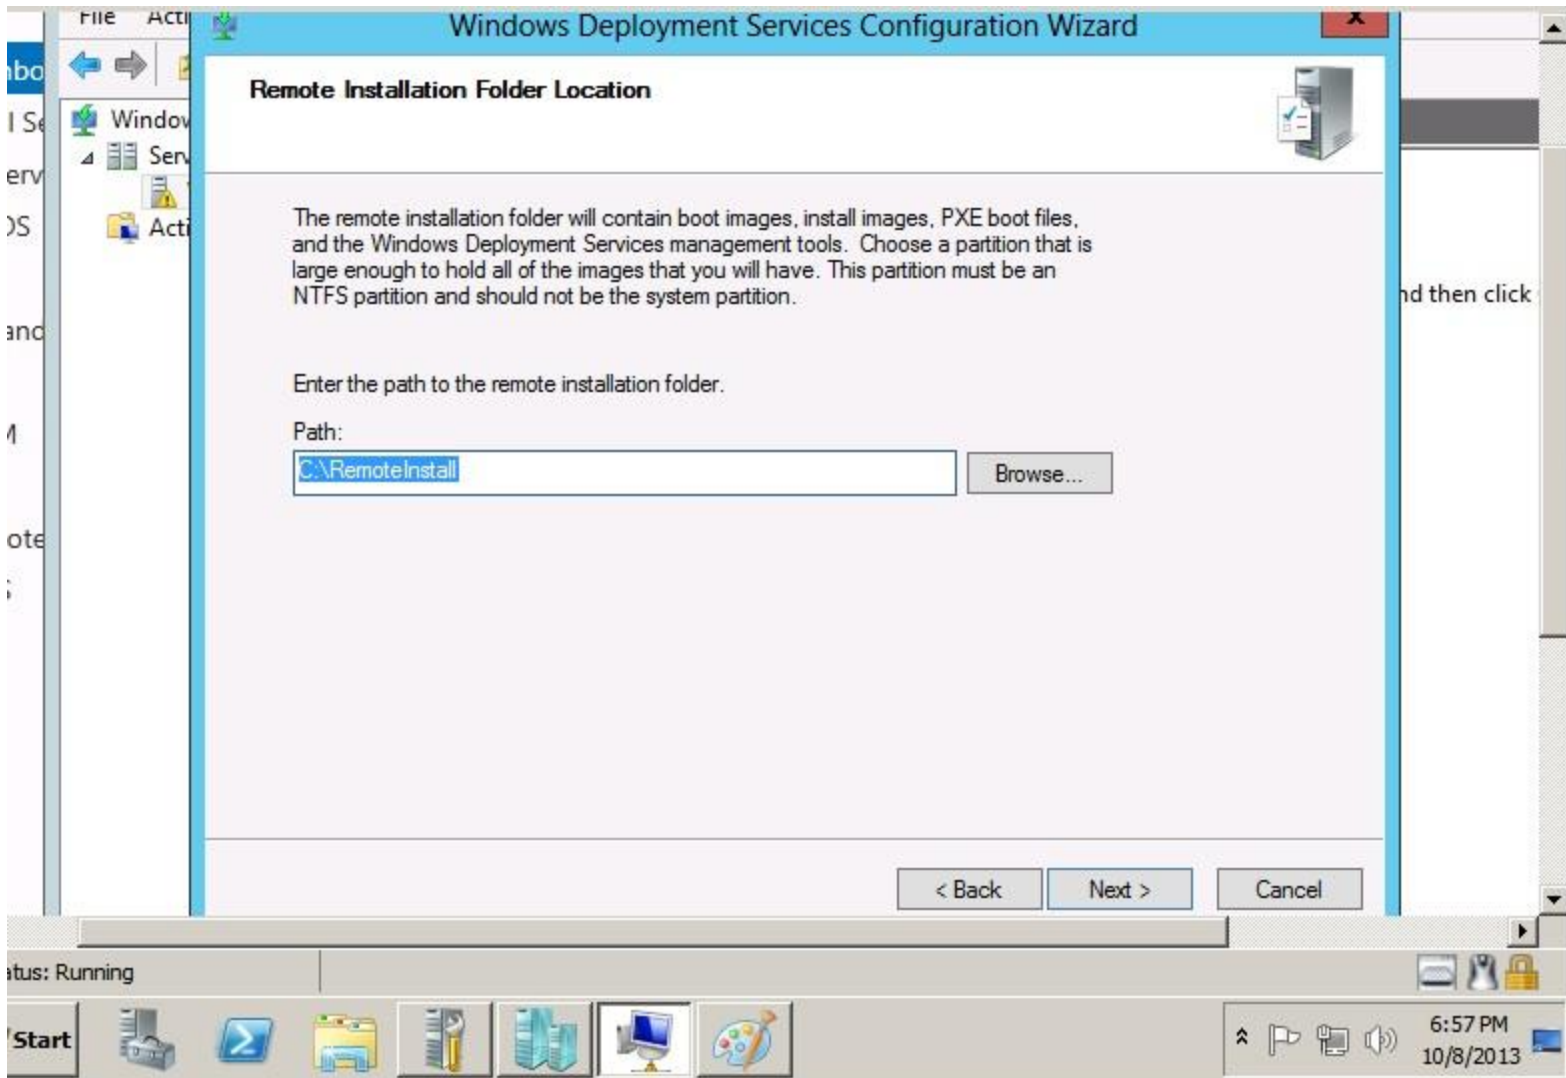 File Acti
Windows Deployment Services Configuration Wizard
x
Remote Installation Folder Location
Window
Serv
Acti
The remote installation folder will contain boot images, install images, PXE boot files,
and the Windows Deployment Services management tools. Choose a partition that is
large enough to hold all of the images that you will have. This partition must be an
NTFS partition and should not be the system partition.
nd then click
Enter the path to the remote installation folder.
Path:
C:\RemoteInstall
Browse...
< Back
Next >
Cancel
atus: Running
Start
6:57 PM
10/8/2013